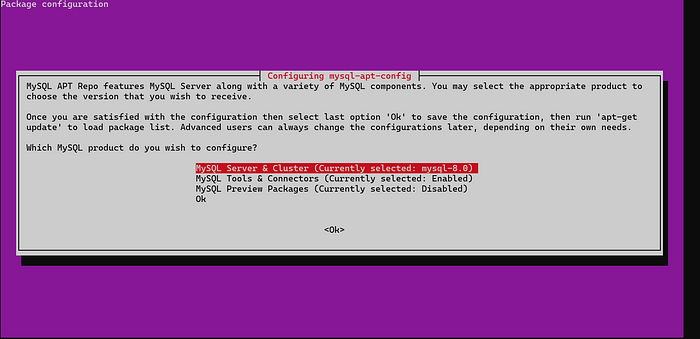 Package configuration
Configuring mysql-apt-config
MySQL APT Repo features MySQL Server along with a variety of MySQL components. You may select the appropriate product to
choose the version that you wish to receive.
Once you are satisfied with the configuration then select last option 'Ok' to save the configuration, then run 'apt-get
update' to load package list. Advanced users can always change the configurations later, depending on their own needs.
Which MySQL product do you wish to configure?
MySQL Server & Cluster (Currently selected: mysql-8.0)
MySQL Tools & Connectors (Currently selected: Enabled)
MySQL Preview Packages (Currently selected: Disabled)
Ok
<Ok>